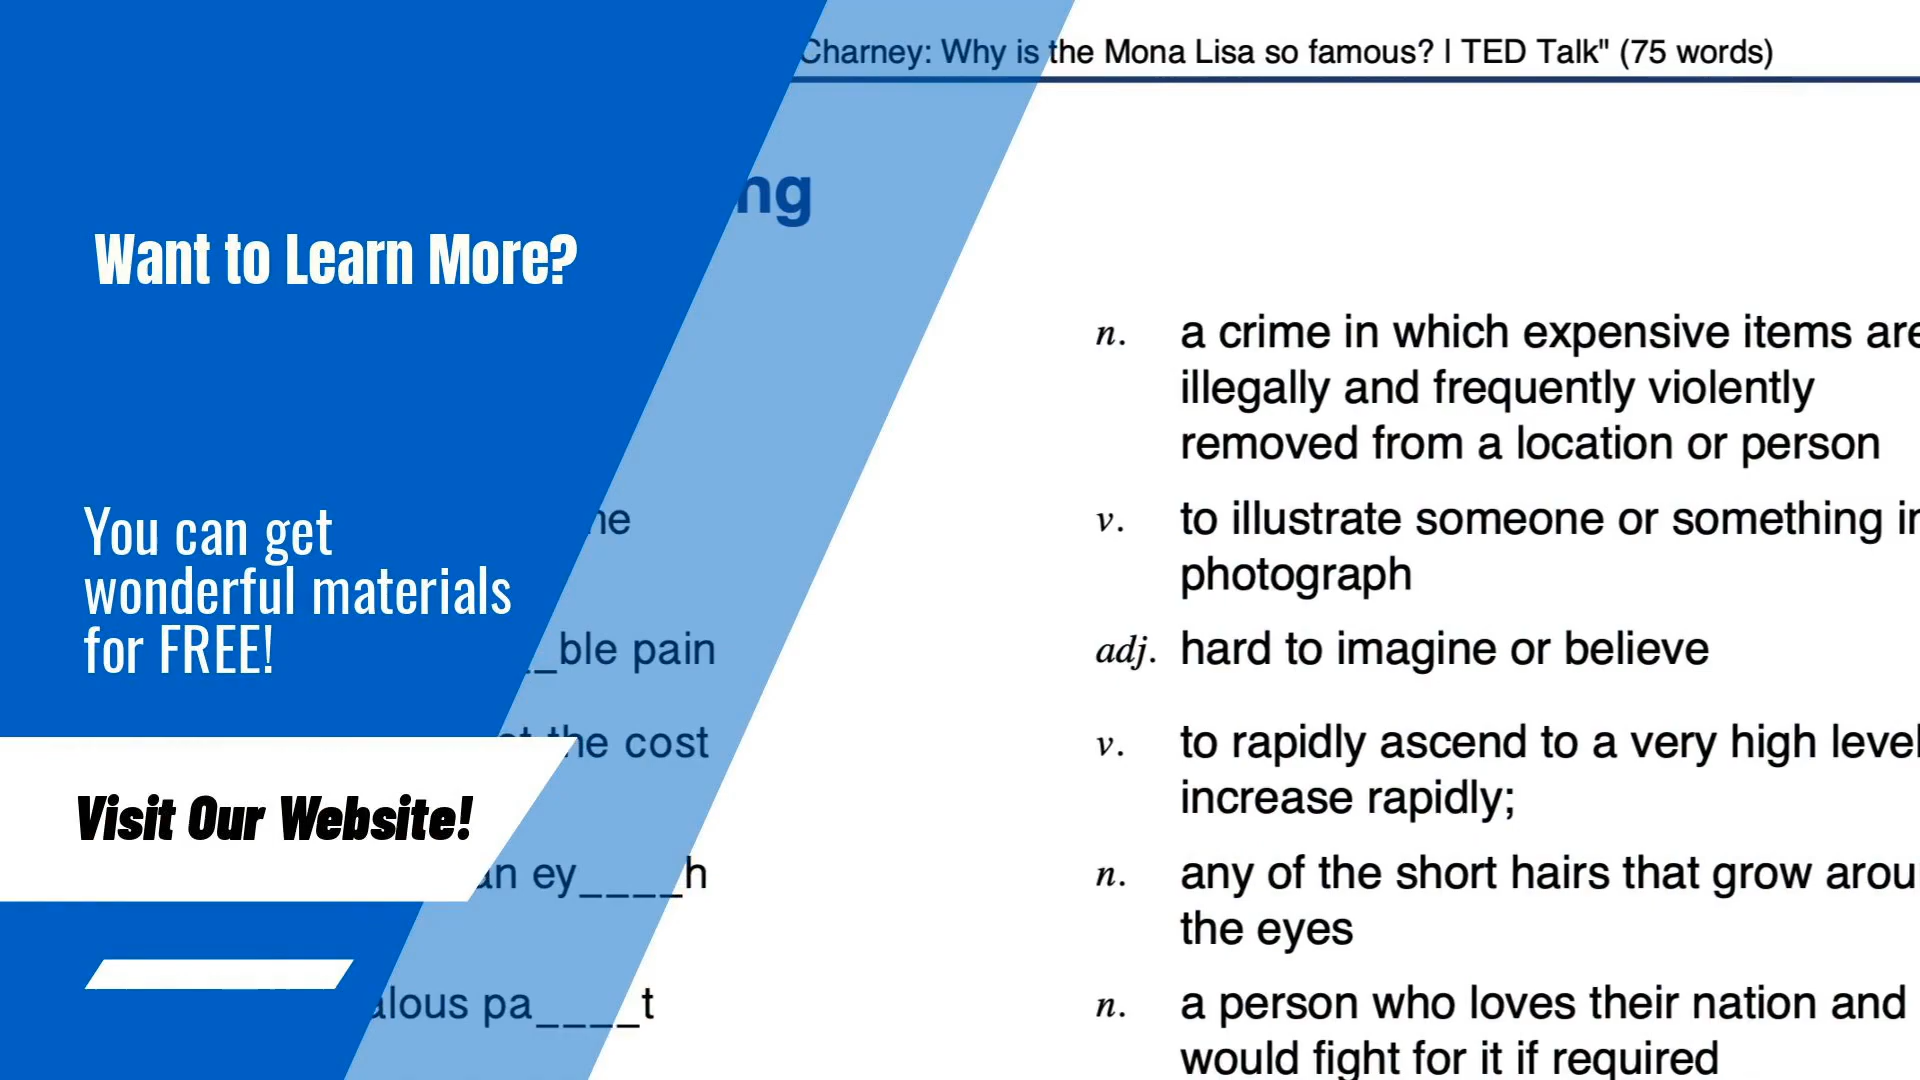 Charney: Why is the Mona Lisa so famous? | TED Talk" (75 words)
ng
Want to Learn More?
You can get
wonderful materials
for FREE!
Visit Our Website!
n. a crime in which expensive items are
illegally and frequently violently
removed from a location or person
v. to illustrate someone or something in
photograph
_ble pain
adj. hard to imagine or believe
the cost
v. to rapidly ascend to a very high level
increase rapidly;
an ey____h
n. any of the short hairs that grow arou
the eyes
alous pa____t
n. a person who loves their nation and
would fight for it if required